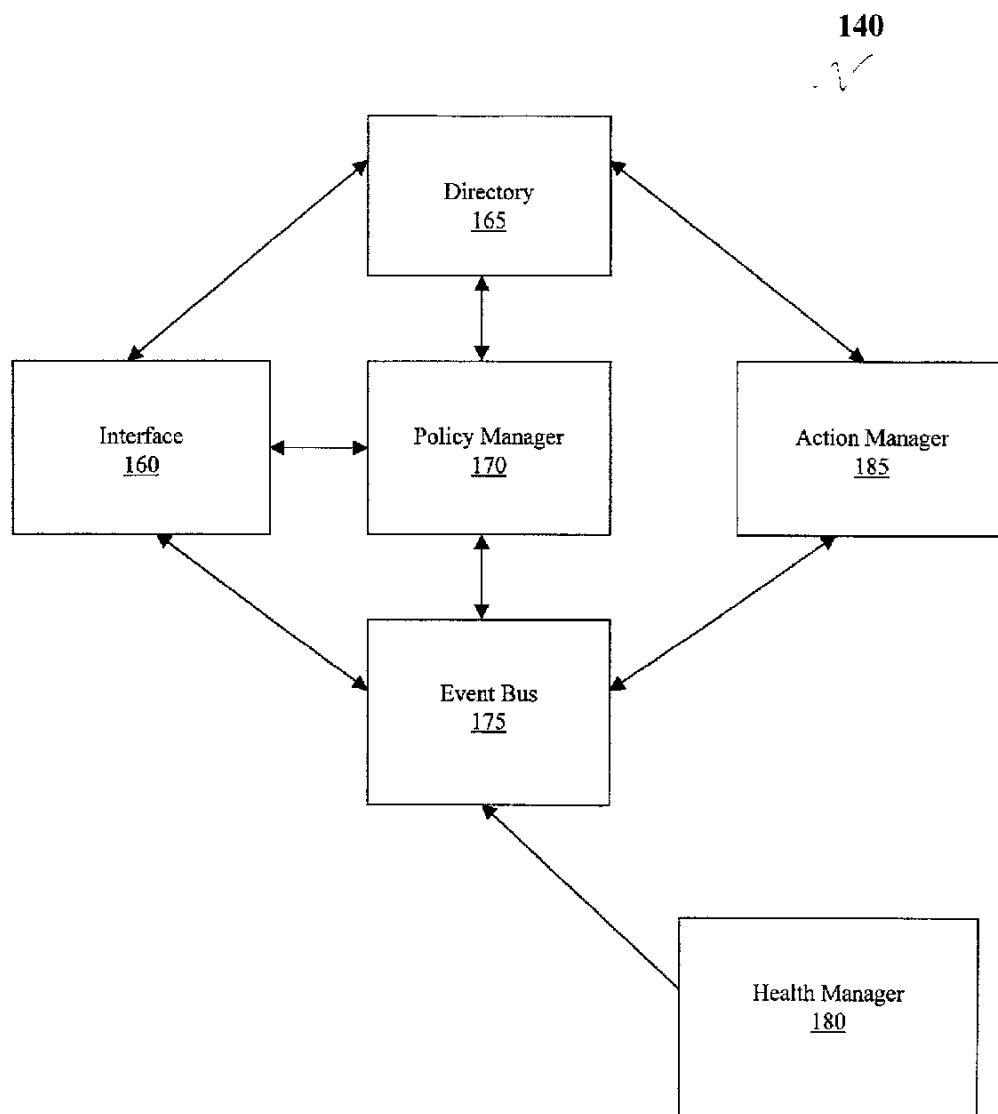 140
Directory
165
Interface
160
Policy Manager
170
Action Manager
185
Event Bus
175
Health Manager
180